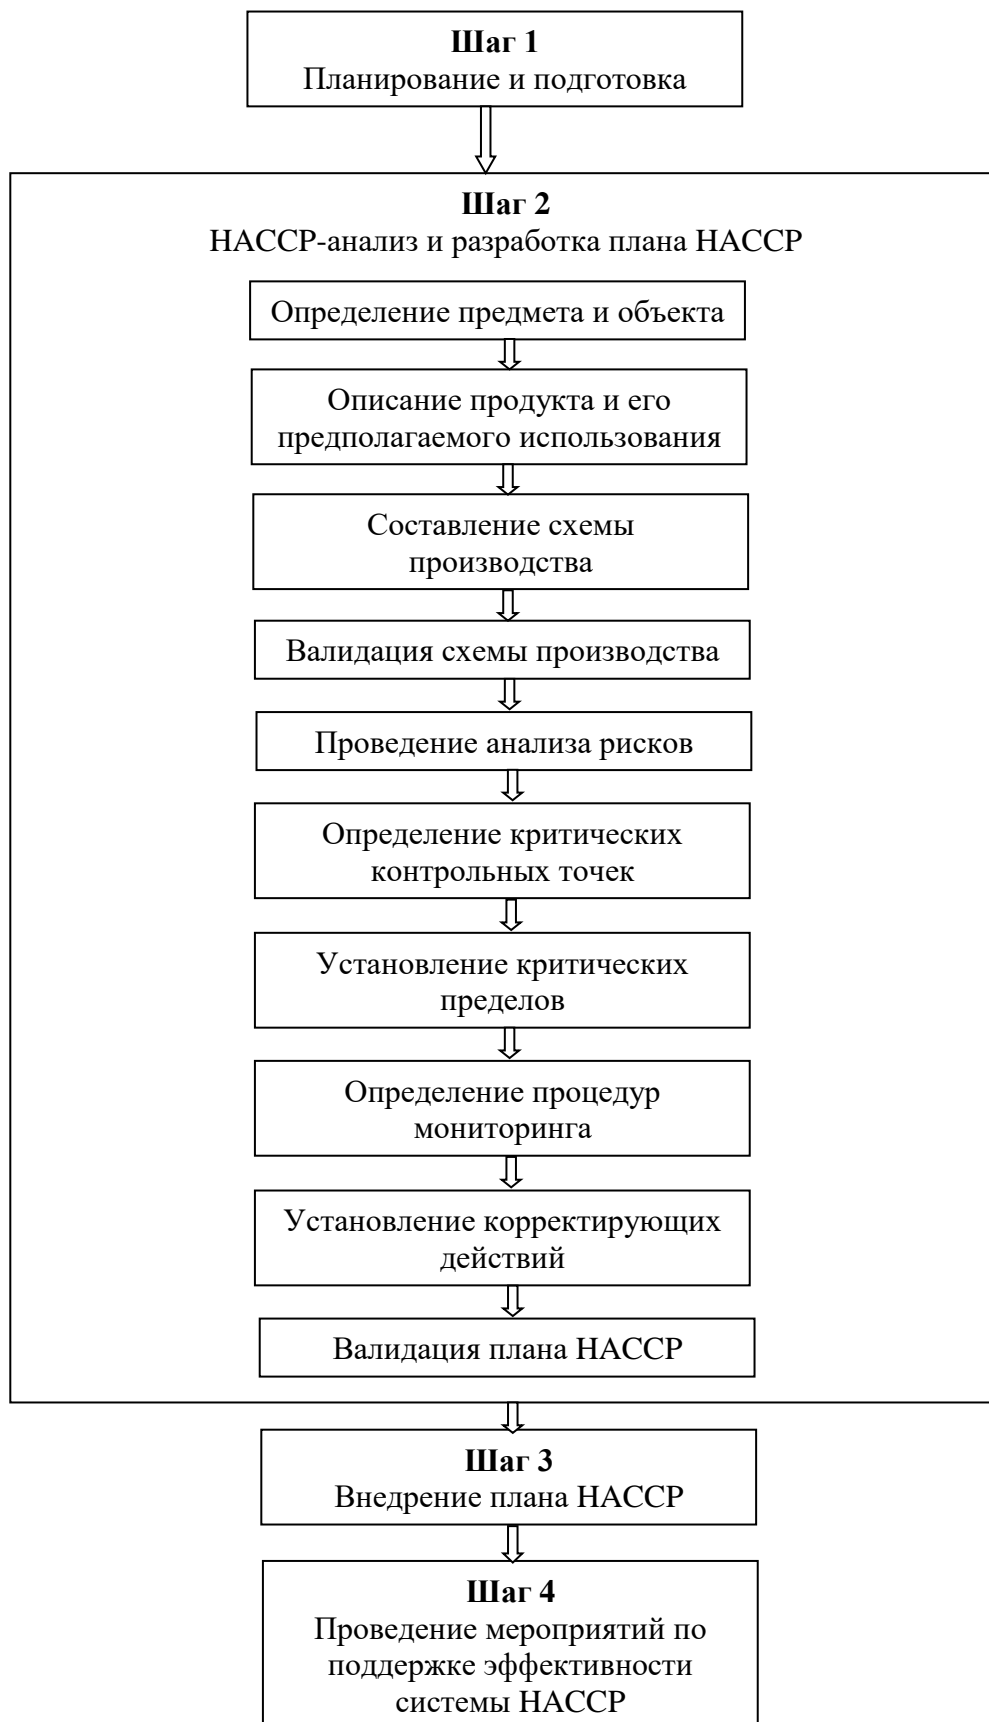 Шаг 1
Планирование и подготовка
Шаг 2
НАССР-анализ и разработка плана НАССР
Определение предмета и объекта
Описание продукта и его
предполагаемого использования
Составление схемы
производства
Валидация схемы производства
Проведение анализа рисков
Определение критических
контрольных точек
Установление критических
пределов
Определение процедур
мониторинга
Установление корректирующих
действий
Валидация плана НАССР
Шаг 3
Внедрение плана НАССР
Шаг 4
Проведение мероприятий по
поддержке эффективности
системы НАССР